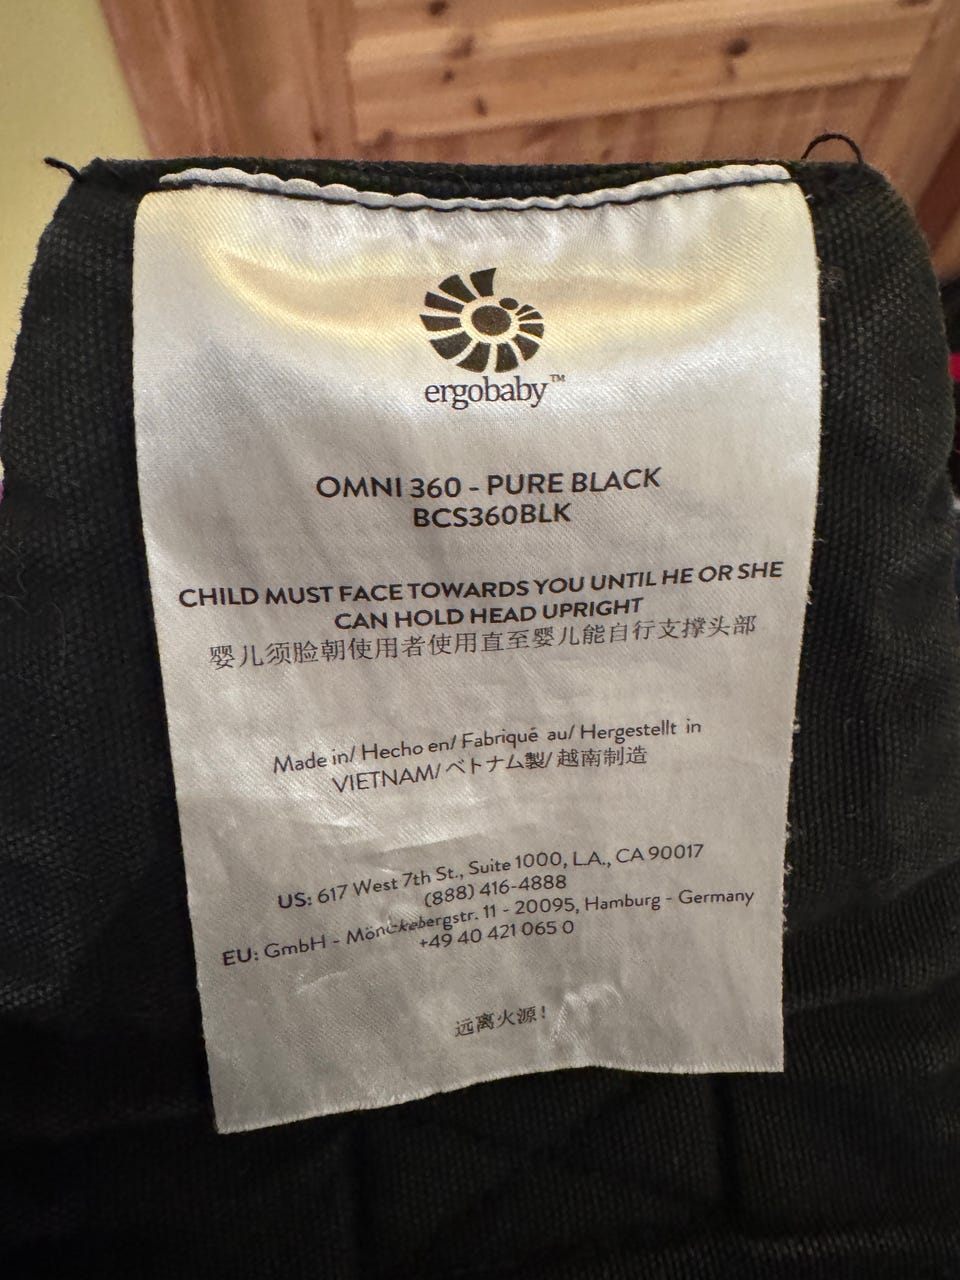 ergobaby™
OMNI 360 - PURE BLACK
BCS360BLK
CHILD MUST FACE TOWARDS YOU UNTIL HE OR SHE
CAN HOLD HEAD UPRIGHT
婴儿须脸朝使用者使用直至婴儿能自行支撑头部
Made in/ Hecho en/ Fabriqué au/ Hergestellt in
VIETNAM/ ベトナム製/ 越南制造
US: 617 West 7th St., Suite 1000, L.A., CA 90017
(888) 416-4888
EU: GmbH - Mönckebergstr. 11 - 20095, Hamburg - Germany
+49 40 421 065 0
远离火源!